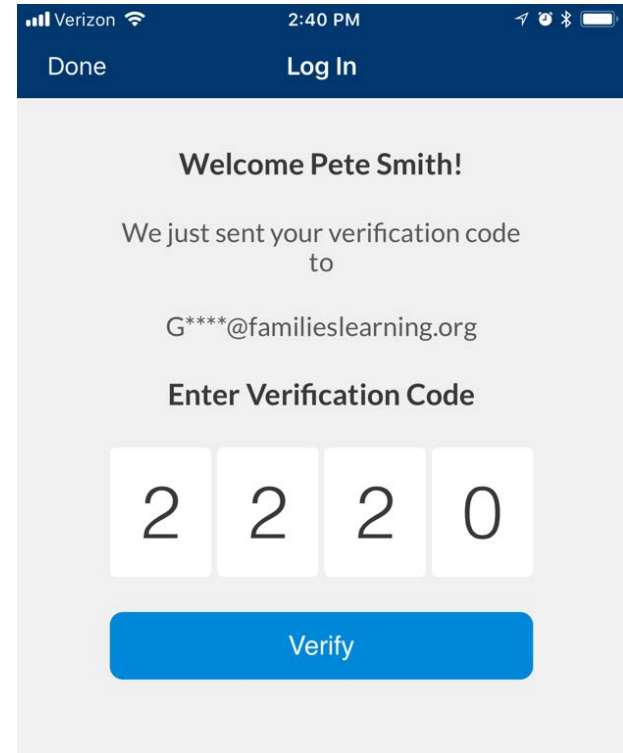 Verizon 2:40 PM
Done Log In
Welcome Pete Smith!
We just sent your verification code
to
G****@familieslearning.org
Enter Verification Code
2 2 2 0
Verify